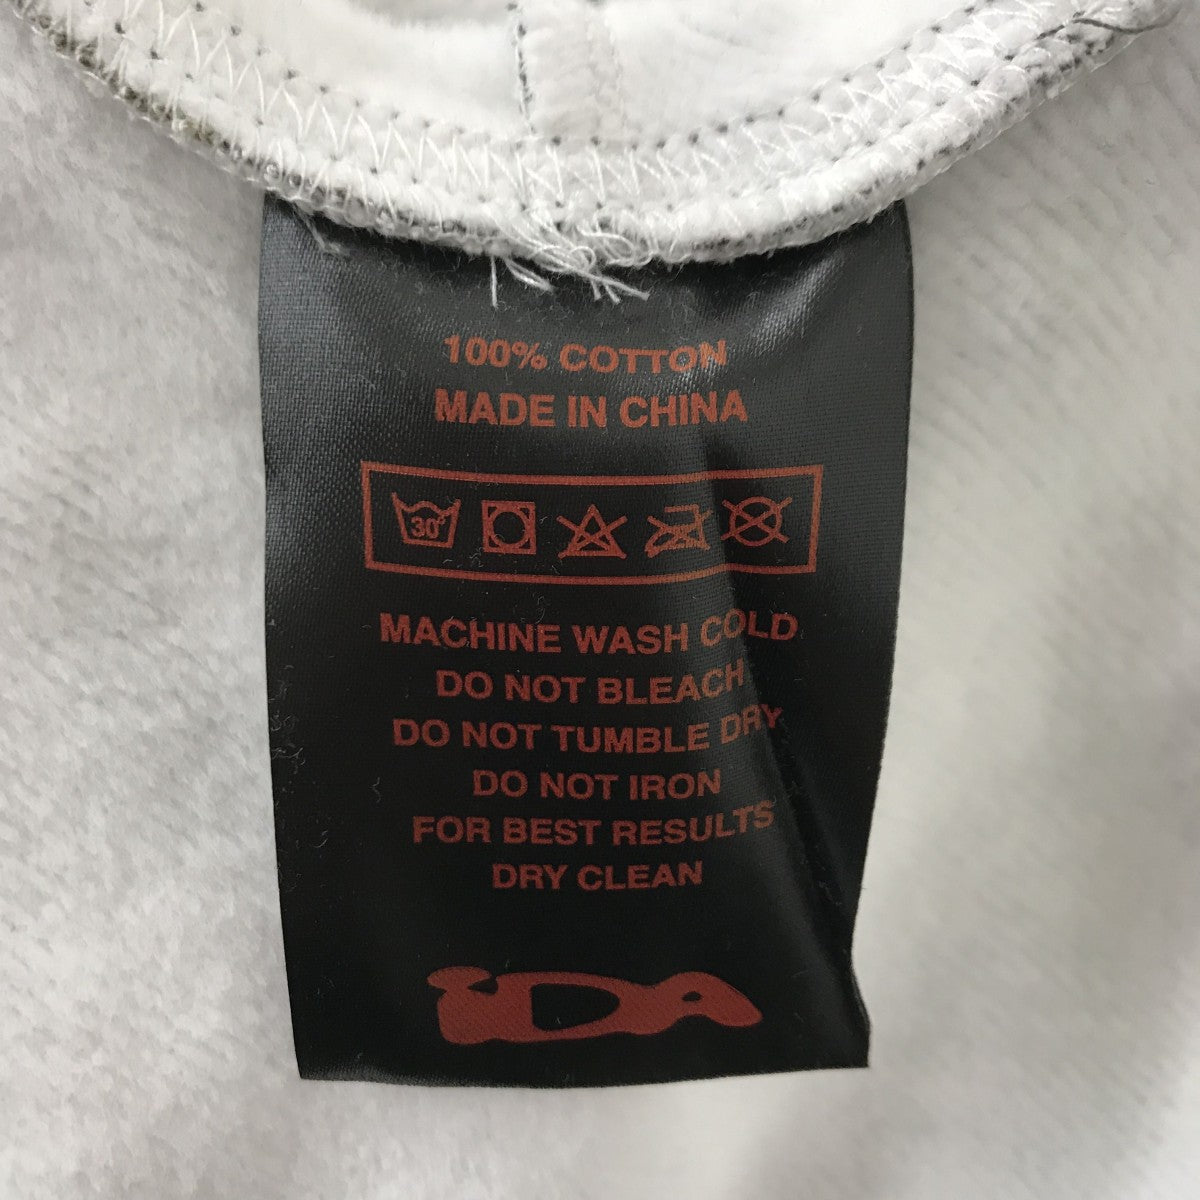 100% COTTON
MADE IN CHINA
30°
MACHINE WASH COLD
DO NOT BLEACH
DO NOT TUMBLE DRY
DO NOT IRON
FOR BEST RESULTS
DRY CLEAN